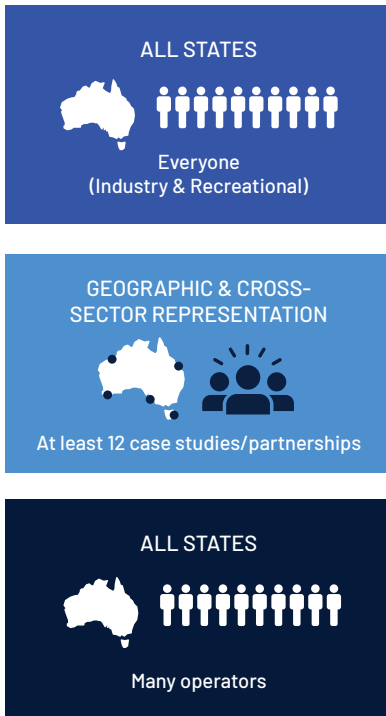 ALL STATES
Everyone
(Industry & Recreational)
GEOGRAPHIC & CROSS-
SECTOR REPRESENTATION
At least 12 case studies/partnerships
ALL STATES
Many operators